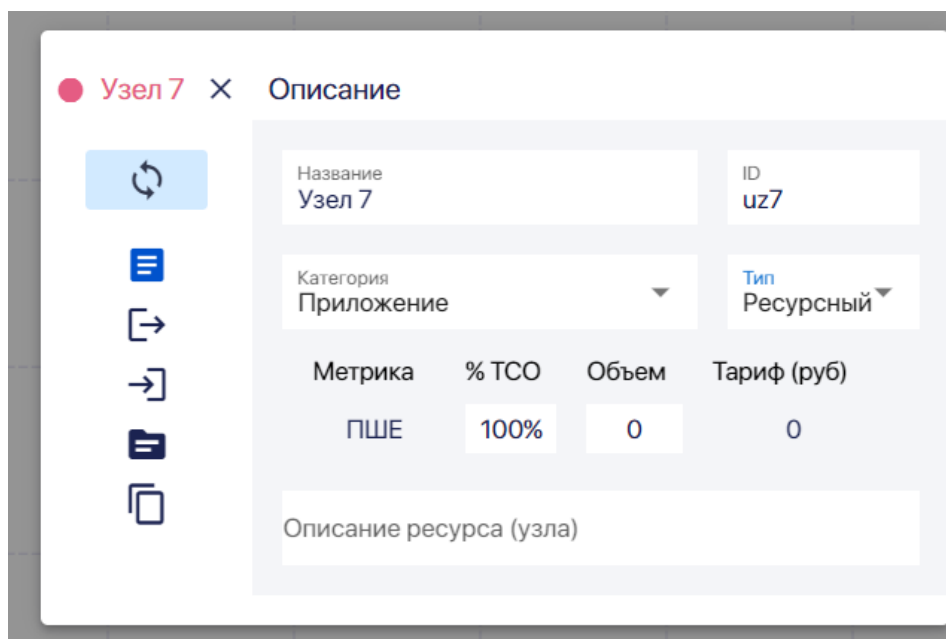 Узел 7 Описание
Название ID
Узел 7 uz7
Категория Тип
Приложение Ресурсный
Метрика % ТСО Объем Тариф (руб)
ПШЕ 100% 0 0
Описание ресурса (узла)